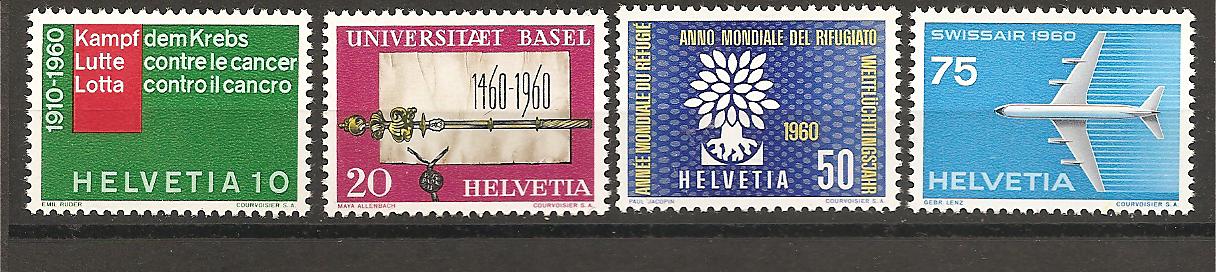 1910-1960
Kampf dem Krebs
Lutte contre le cancer
Lotta contro il cancro
HELVETIA 10
EMIL RUDER
COURVOISIER S.A.
UNIVERSITÆT BASEL
1460-1960
20 HELVETIA
MAYA ALLENBACH
COURVOISIER S.A.
ANNÉE MONDIALE DU RÉFUGIÉ
ANNO MONDIALE DEL RIFUGIATO
WELTFLÜCHTLINGSJAHR
1960
HELVETIA 50
PAUL JACOPIN
COURVOISIER S.A.
SWISSAIR 1960
75
HELVETIA
GEBR. LENZ
COURVOISIER S.A.